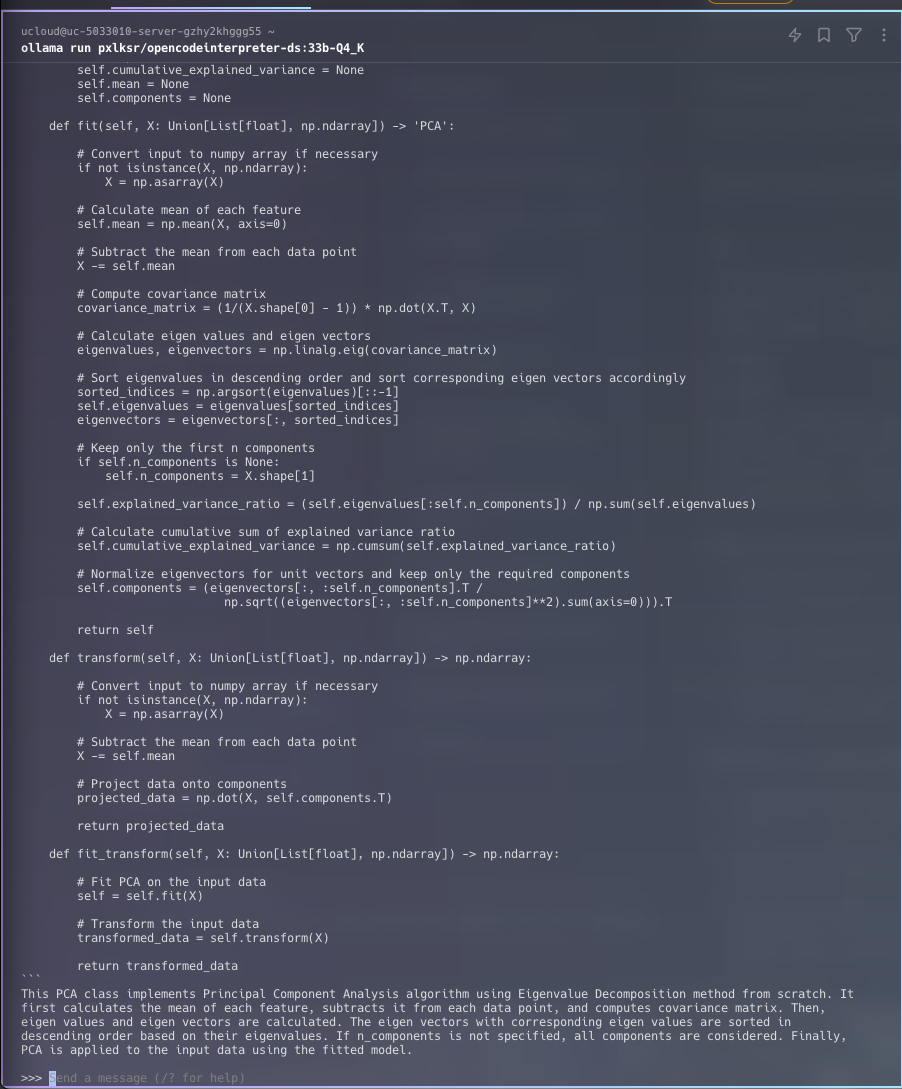 ucloud@uc-5033010-server-gzhy2khggg55 ~
ollama run pxlksr/opencodeinterpreter-ds:33b-Q4_K
        self.cumulative_explained_variance = None
        self.mean = None
        self.components = None

    def fit(self, X: Union[List[float], np.ndarray]) -> 'PCA':

        # Convert input to numpy array if necessary
        if not isinstance(X, np.ndarray):
            X = np.asarray(X)

        # Calculate mean of each feature
        self.mean = np.mean(X, axis=0)

        # Subtract the mean from each data point
        X -= self.mean

        # Compute covariance matrix
        covariance_matrix = (1/(X.shape[0] - 1)) * np.dot(X.T, X)

        # Calculate eigen values and eigen vectors
        eigenvalues, eigenvectors = np.linalg.eig(covariance_matrix)

        # Sort eigenvalues in descending order and sort corresponding eigen vectors accordingly
        sorted_indices = np.argsort(eigenvalues)[::-1]
        self.eigenvalues = eigenvalues[sorted_indices]
        eigenvectors = eigenvectors[:, sorted_indices]

        # Keep only the first n components
        if self.n_components is None:
            self.n_components = X.shape[1]

        self.explained_variance_ratio = (self.eigenvalues[:self.n_components]) / np.sum(self.eigenvalues)

        # Calculate cumulative sum of explained variance ratio
        self.cumulative_explained_variance = np.cumsum(self.explained_variance_ratio)

        # Normalize eigenvectors for unit vectors and keep only the required components
        self.components = (eigenvectors[:, :self.n_components].T /
                             np.sqrt((eigenvectors[:, :self.n_components]**2).sum(axis=0))).T

        return self

    def transform(self, X: Union[List[float], np.ndarray]) -> np.ndarray:

        # Convert input to numpy array if necessary
        if not isinstance(X, np.ndarray):
            X = np.asarray(X)

        # Subtract the mean from each data point
        X -= self.mean

        # Project data onto components
        projected_data = np.dot(X, self.components.T)

        return projected_data

    def fit_transform(self, X: Union[List[float], np.ndarray]) -> np.ndarray:

        # Fit PCA on the input data
        self = self.fit(X)

        # Transform the input data
        transformed_data = self.transform(X)

        return transformed_data
```
This PCA class implements Principal Component Analysis algorithm using Eigenvalue Decomposition method from scratch. It
first calculates the mean of each feature, subtracts it from each data point, and computes covariance matrix. Then,
eigen values and eigen vectors are calculated. The eigen vectors with corresponding eigen values are sorted in
descending order based on their eigenvalues. If n_components is not specified, all components are considered. Finally,
PCA is applied to the input data using the fitted model.

>>> Send a message (/? for help)